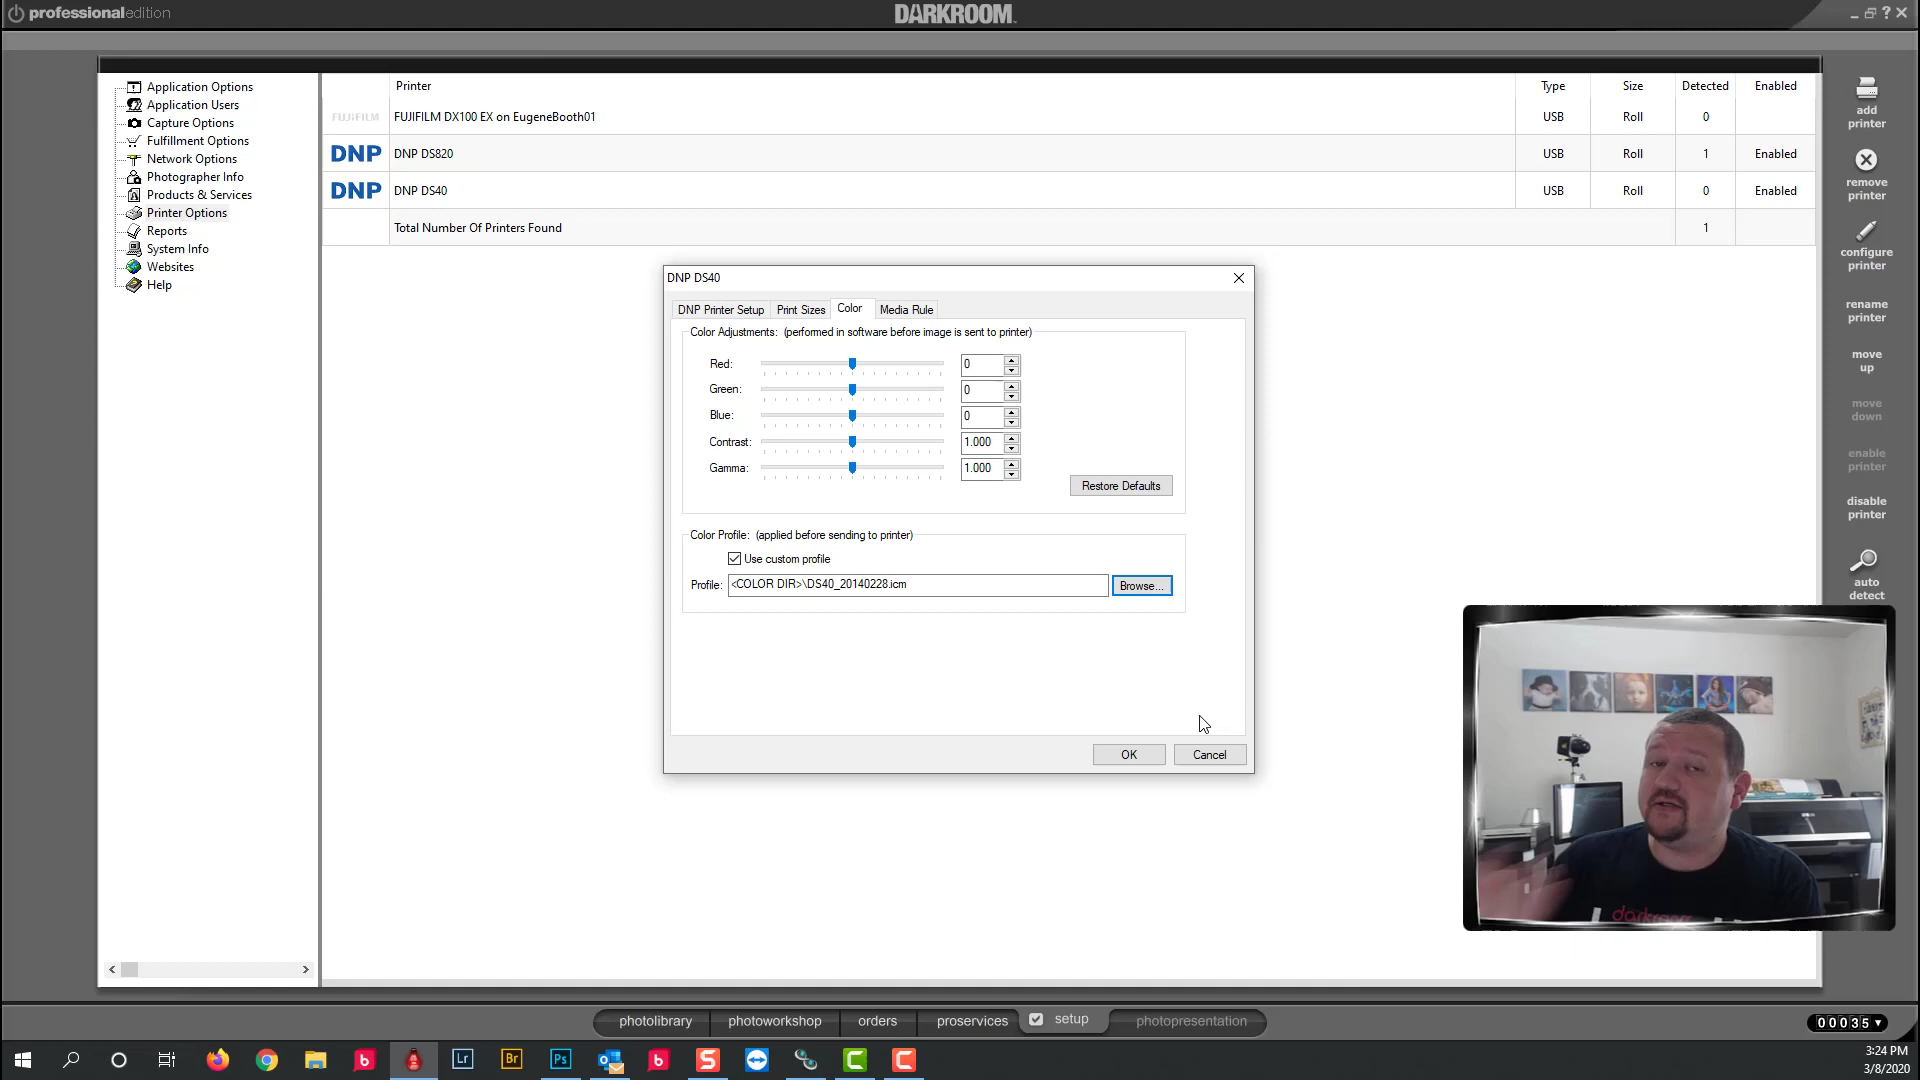 professionaledition
DARKROOM
Application Options
Application Users
Capture Options
Fulfillment Options
Network Options
Photographer Info
Products & Services
Printer Options
Reports
System Info
Websites
Help
Printer Type Size Detected Enabled
FUJIFILM FUJIFILM DX100 EX on EugeneBooth01 USB Roll 0
DNP DNP DS820 USB Roll 1 Enabled
DNP DNP DS40 USB Roll 0 Enabled
Total Number Of Printers Found 1
add printer
remove printer
configure printer
rename printer
move up
move down
enable printer
disable printer
auto detect
DNP DS40
DNP Printer Setup Print Sizes Color Media Rule
Color Adjustments: (performed in software before image is sent to printer)
Red: 0
Green: 0
Blue: 0
Contrast: 1.000
Gamma: 1.000
Restore Defaults
Color Profile: (applied before sending to printer)
Use custom profile
Profile: <COLOR DIR>\DS40_20140228.icm Browse...
OK Cancel
darkroom
photolibrary photoworkshop orders proservices setup photopresentation
00035
b Lr Br Ps b S C C
3:24 PM
3/8/2020